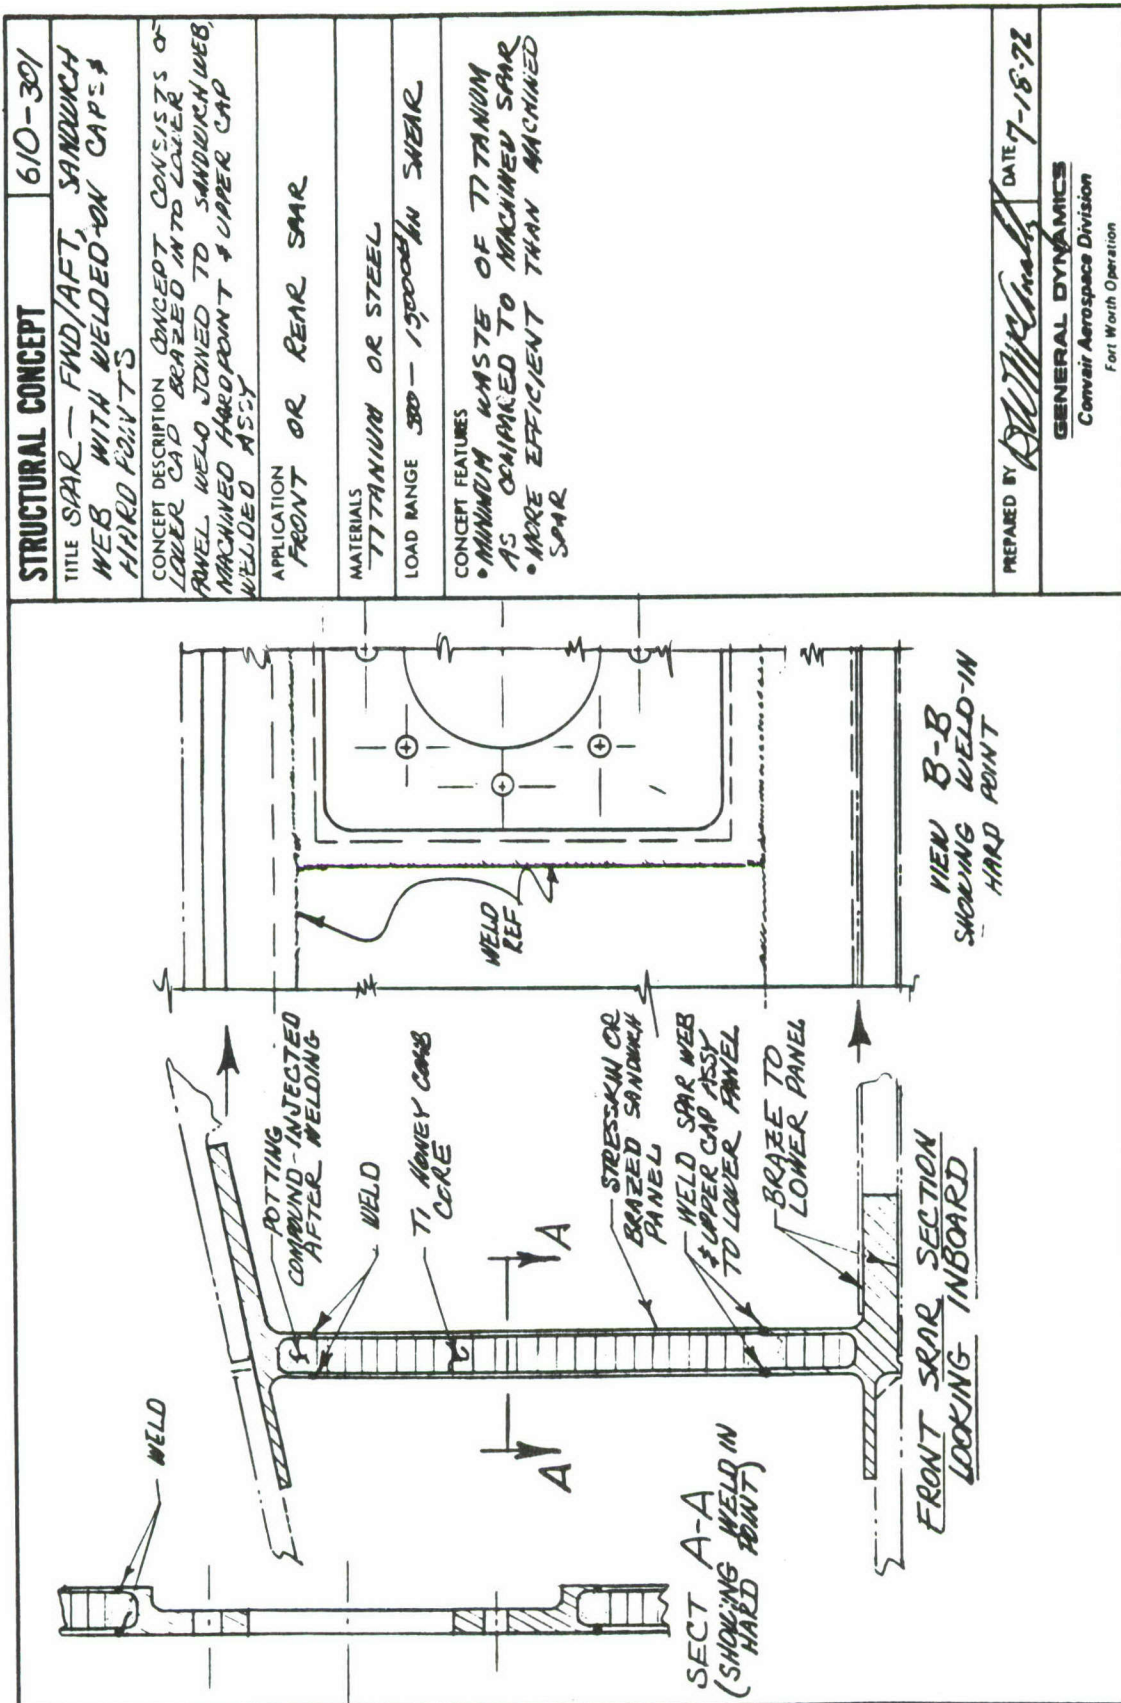 STRUCTURAL CONCEPT
610-301
TITLE SPAR — FWD/AFT, SANDWICH
WEB WITH WELDED-ON CAPS &
HARD POINTS
CONCEPT DESCRIPTION CONCEPT CONSISTS OF
LOWER CAP BRAZED INTO LOWER
PANEL WELD JOINED TO SANDWICH WEB,
MACHINED HARDPOINT & UPPER CAP
WELDED ASSY
APPLICATION
FRONT OR REAR SPAR
MATERIALS
TITANIUM OR STEEL
LOAD RANGE 500 — 15,000#/IN SHEAR
CONCEPT FEATURES
• MINIMUM WASTE OF TITANIUM
AS COMPARED TO MACHINED SPAR
• MORE EFFICIENT THAN MACHINED
SPAR
PREPARED BY
DATE 7-18-72
GENERAL DYNAMICS
Convair Aerospace Division
Fort Worth Operation
WELD
POTTING
COMPOUND-INJECTED
AFTER WELDING
WELD
TI HONEY COMB
CORE
A
A
STRESSKIN OR
BRAZED SANDWICH
PANEL
WELD SPAR WEB
& UPPER CAP ASSY
TO LOWER PANEL
BRAZE TO
LOWER PANEL
WELD
REF
SECT A-A
(SHOWING WELD IN
HARD POINT)
FRONT SPAR SECTION
LOOKING INBOARD
VIEW B-B
SHOWING WELD-IN
HARD POINT